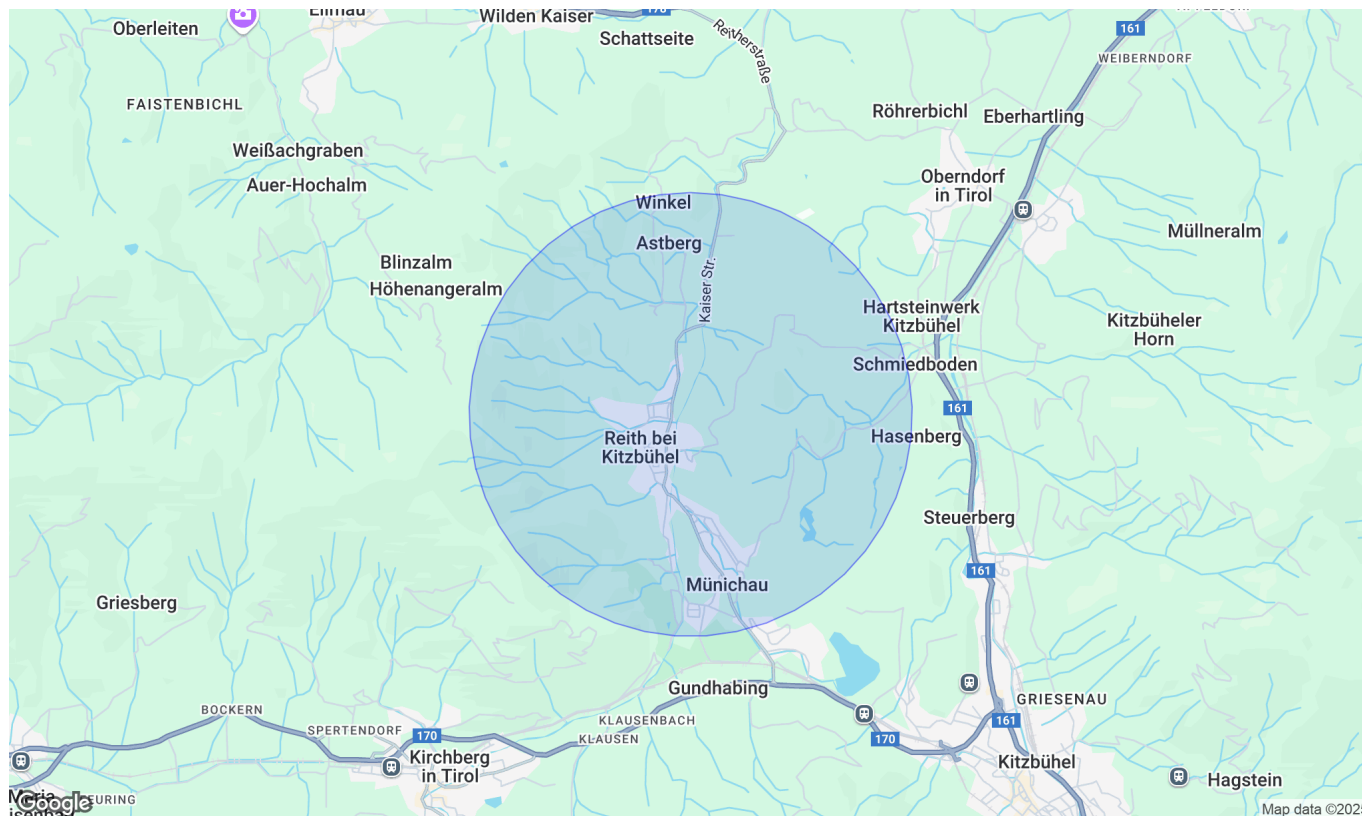 Ellmau
Wilden Kaiser
170
Oberleiten
Schattseite
Reitherstraße
161
WEIBERNDORF
FAISTENBICHL
Röhrerbichl
Eberhartling
Weißachgraben
Auer-Hochalm
Oberndorf
in Tirol
Winkel
Müllneralm
Astberg
Blinzalm
Höhenangeralm
Kaiser Str.
Hartsteinwerk
Kitzbühel
Kitzbüheler
Horn
Schmiedboden
161
Reith bei
Kitzbühel
Hasenberg
Steuerberg
161
Münichau
Griesberg
Gundhabing
GRIESENAU
BOCKERN
KLAUSENBACH
161
SPERTENDORF
170
KLAUSEN
170
Kirchberg
in Tirol
Kitzbühel
Hagstein
Google
Map data ©2025